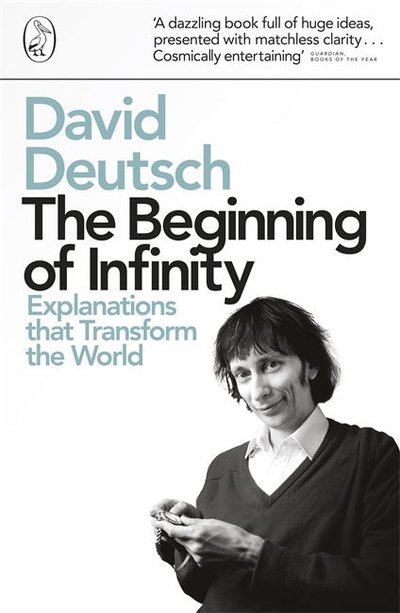 ‘A dazzling book full of huge ideas,
presented with matchless clarity . . .
Cosmically entertaining’ GUARDIAN,
BOOKS OF THE YEAR
David
Deutsch
The Beginning
of Infinity
Explanations
that Transform
the World